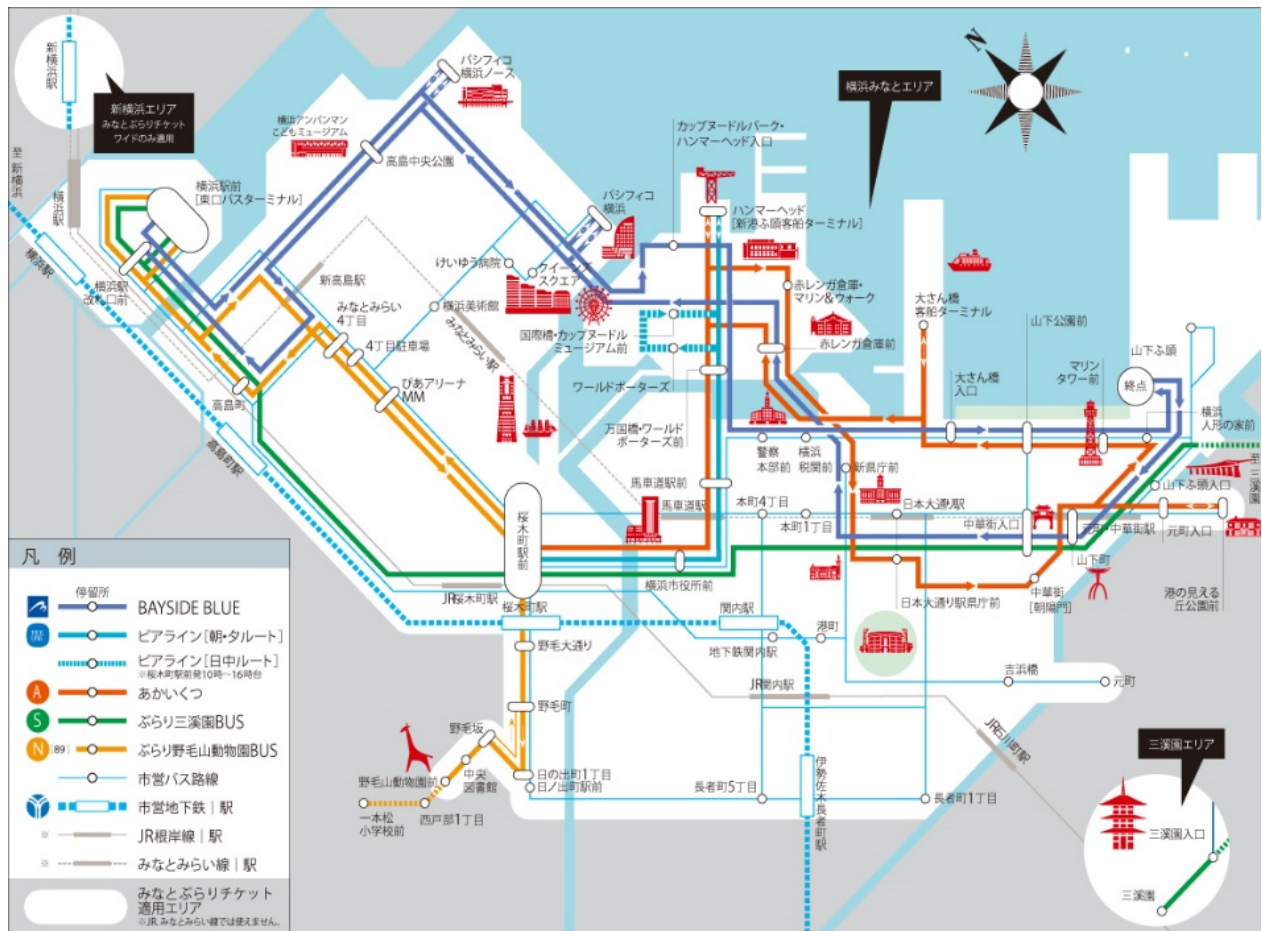 新横浜駅
新横浜エリア
みなとぶらりチケット
ワイドのみ適用
至 新横浜
横浜駅
横浜駅
横浜駅前
[東口バスターミナル]
横浜駅
改札口前
横浜アンパンマン
こどもミュージアム
パシフィコ
横浜ノース
高島中央公園
パシフィコ
横浜
けいゆう病院
クイーンズ
スクエア
横浜美術館
新高島駅
みなとみらい
4丁目
4丁目駐車場
みなとみらい駅
ぴあアリーナ
MM
高島町
高島町駅
カップヌードルパーク・
ハンマーヘッド入口
横浜みなとエリア
N
ハンマーヘッド
[新港ふ頭客船ターミナル]
赤レンガ倉庫・
マリン&ウォーク
赤レンガ倉庫前
国際橋・カップヌードル
ミュージアム前
ワールドポーターズ
万国橋・ワールド
ポーターズ前
大さん橋
客船ターミナル
山下公園前
大さん橋
入口
マリン
タワー前
山下ふ頭
終点
横浜
人形の家前
至 三溪園
山下ふ頭入口
警察
本部前
横浜
税関前
新県庁前
馬車道駅前
馬車道駅
本町4丁目
本町1丁目
日本大通り駅
中華街入口
元町・中華街駅
元町入口
山下町
港の見える
丘公園前
中華街
[朝陽門]
日本大通り駅県庁前
横浜市役所前
桜木町駅前
JR桜木町駅
桜木町駅
関内駅
港町
地下鉄関内駅
JR関内駅
吉浜橋
元町
JR石川町駅
野毛大通り
野毛町
野毛坂
中央
図書館
野毛山動物園前
一本松
小学校前
西戸部1丁目
日の出町1丁目
日ノ出町駅前
長者町5丁目
伊勢佐木長者町駅
長者町1丁目
三溪園エリア
三溪園入口
三溪園
凡 例
停留所
BAYSIDE BLUE
ピアライン[朝・夕ルート]
ピアライン[日中ルート]
※桜木町駅前発10時~16時台
A あかいくつ
S ぶらり三溪園BUS
N [89] ぶらり野毛山動物園BUS
市営バス路線
市営地下鉄 | 駅
※ JR根岸線 | 駅
※ みなとみらい線 | 駅
みなとぶらりチケット
適用エリア
※JR、みなとみらい線では使えません。